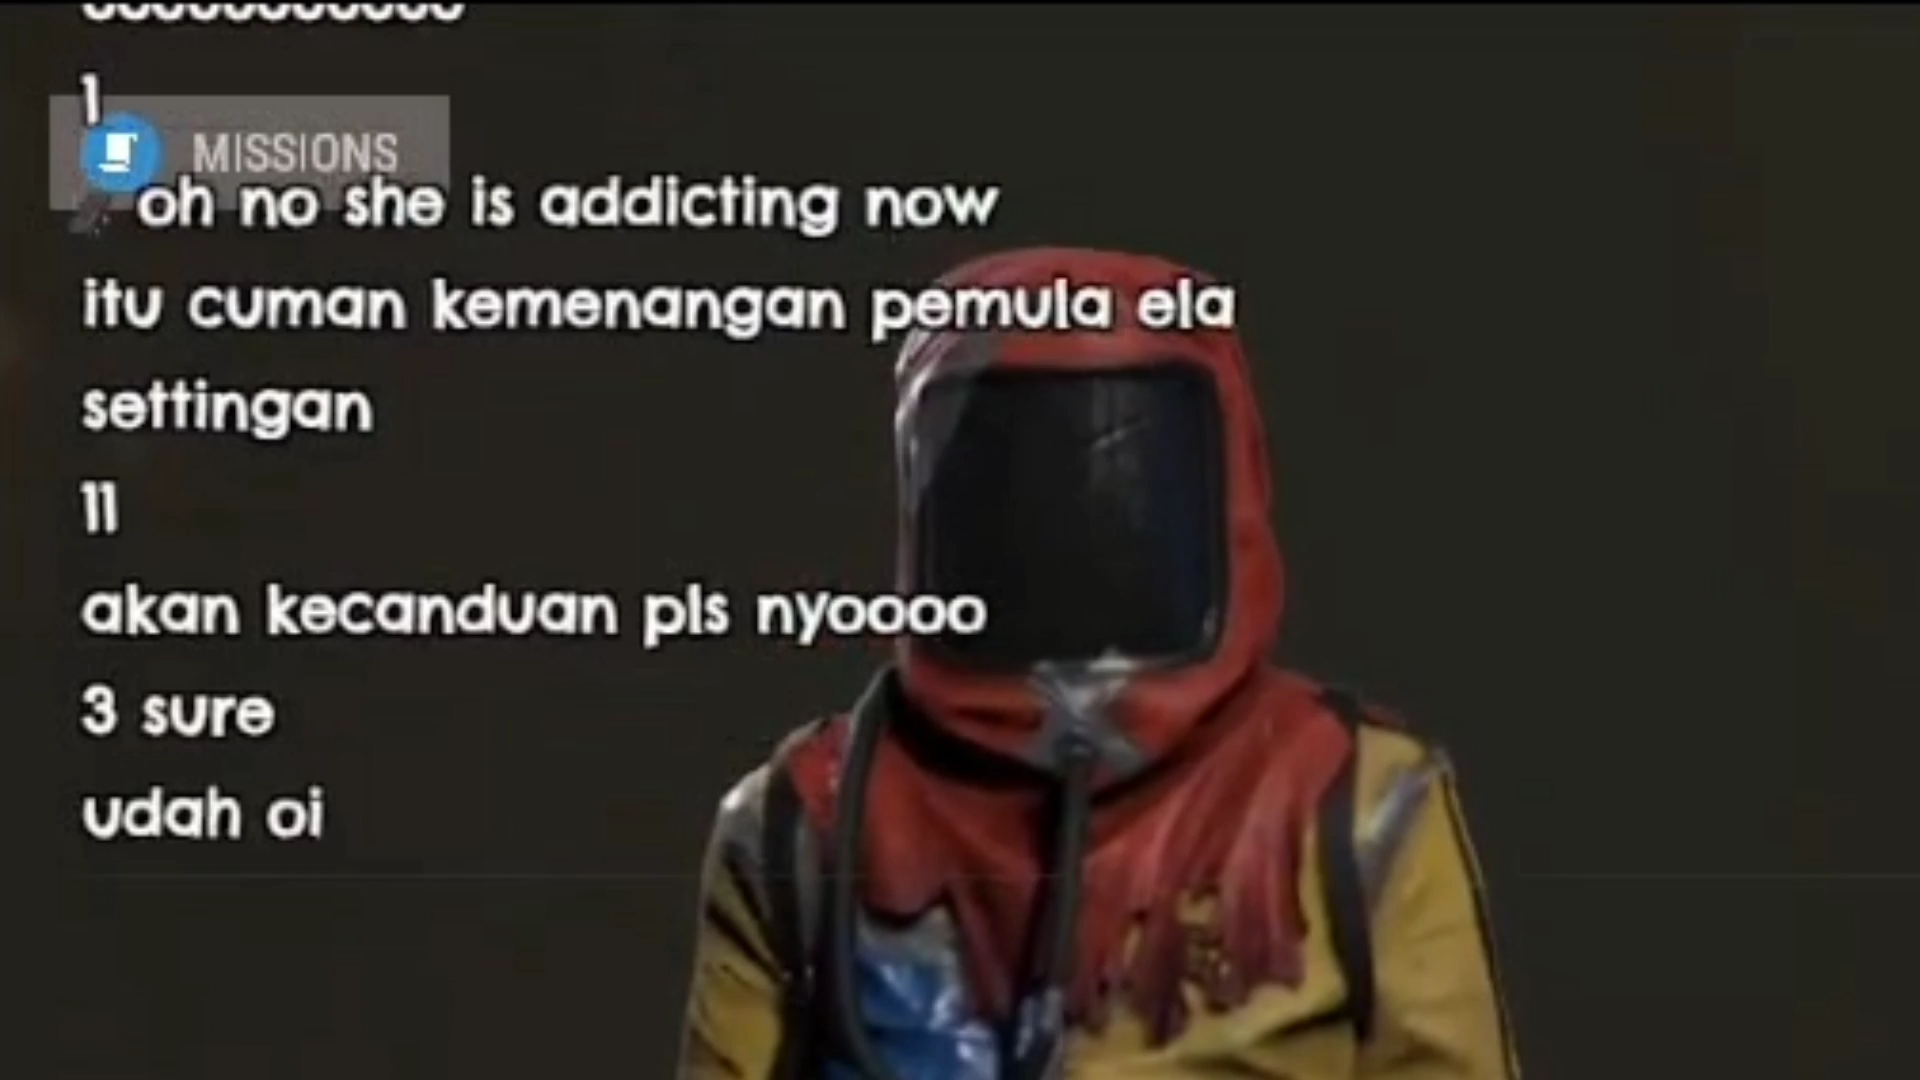 1
MISSIONS
oh no she is addicting now
itu cuman kemenangan pemula ela
settingan
11
akan kecanduan pls nyoooo
3 sure
udah oi